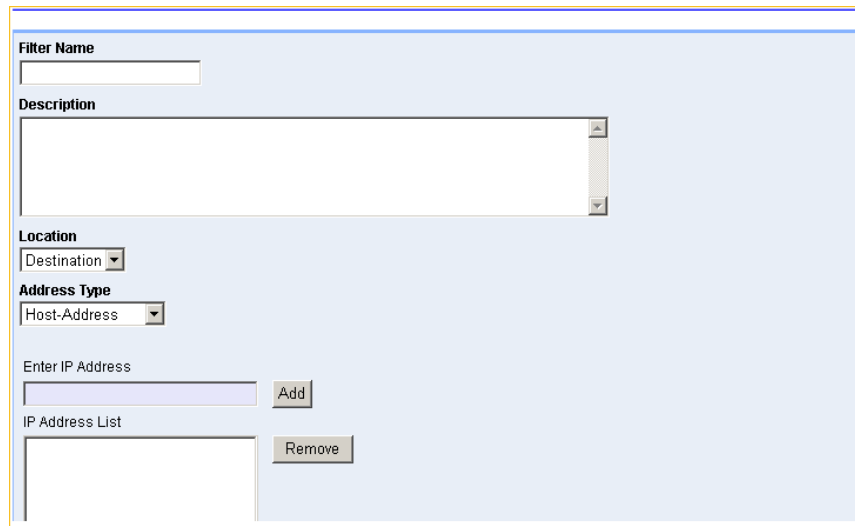 Filter Name
Description
Location
Destination
Address Type
Host-Address
Enter IP Address
Add
IP Address List
Remove